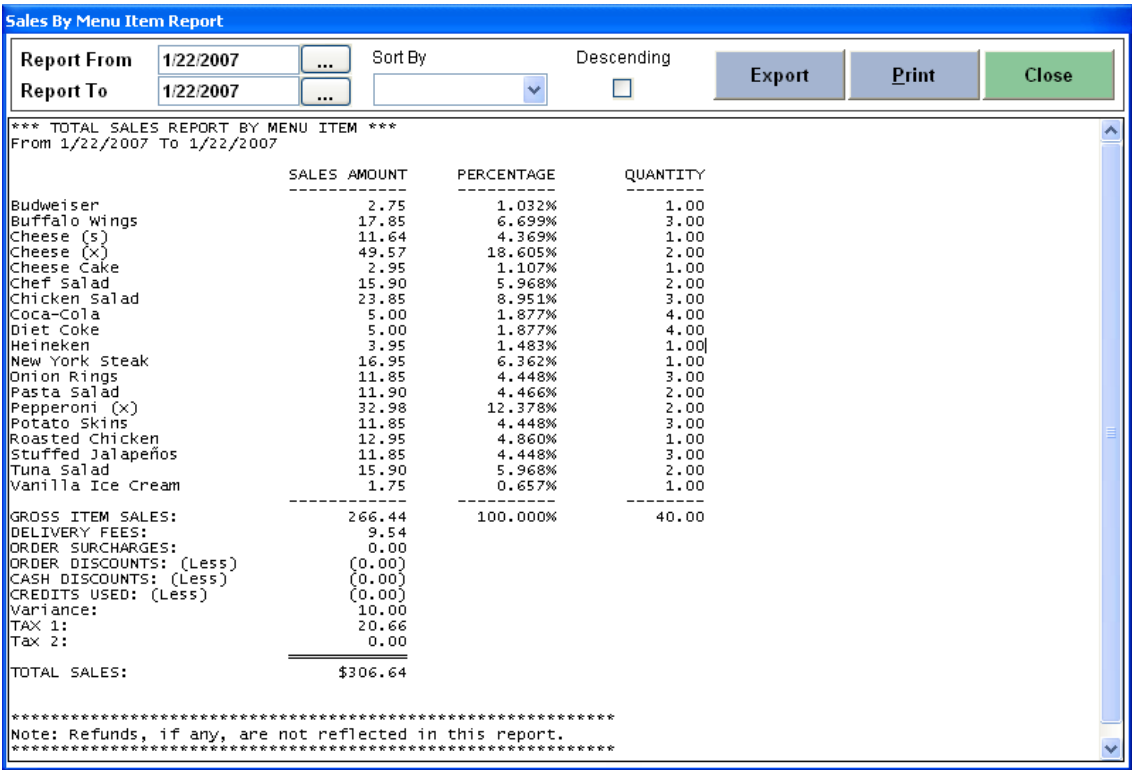 Sales By Menu Item Report
Report From 1/22/2007 ... Sort By Descending Export Print Close
Report To 1/22/2007 ...
*** TOTAL SALES REPORT BY MENU ITEM ***
From 1/22/2007 To 1/22/2007
SALES AMOUNT PERCENTAGE QUANTITY
------------ ---------- --------
Budweiser 2.75 1.032% 1.00
Buffalo Wings 17.85 6.699% 3.00
Cheese (s) 11.64 4.369% 1.00
Cheese (x) 49.57 18.605% 2.00
Cheese Cake 2.95 1.107% 1.00
Chef Salad 15.90 5.968% 2.00
Chicken Salad 23.85 8.951% 3.00
Coca-Cola 5.00 1.877% 4.00
Diet Coke 5.00 1.877% 4.00
Heineken 3.95 1.483% 1.00
New York Steak 16.95 6.362% 1.00
Onion Rings 11.85 4.448% 3.00
Pasta Salad 11.90 4.466% 2.00
Pepperoni (x) 32.98 12.378% 2.00
Potato Skins 11.85 4.448% 3.00
Roasted Chicken 12.95 4.860% 1.00
Stuffed Jalapeños 11.85 4.448% 3.00
Tuna Salad 15.90 5.968% 2.00
Vanilla Ice Cream 1.75 0.657% 1.00
------------ ---------- --------
GROSS ITEM SALES: 266.44 100.000% 40.00
DELIVERY FEES: 9.54
ORDER SURCHARGES: 0.00
ORDER DISCOUNTS: (Less) (0.00)
CASH DISCOUNTS: (Less) (0.00)
CREDITS USED: (Less) (0.00)
Variance: 10.00
TAX 1: 20.66
Tax 2: 0.00
TOTAL SALES: $306.64
*************************************************************
Note: Refunds, if any, are not reflected in this report.
*************************************************************